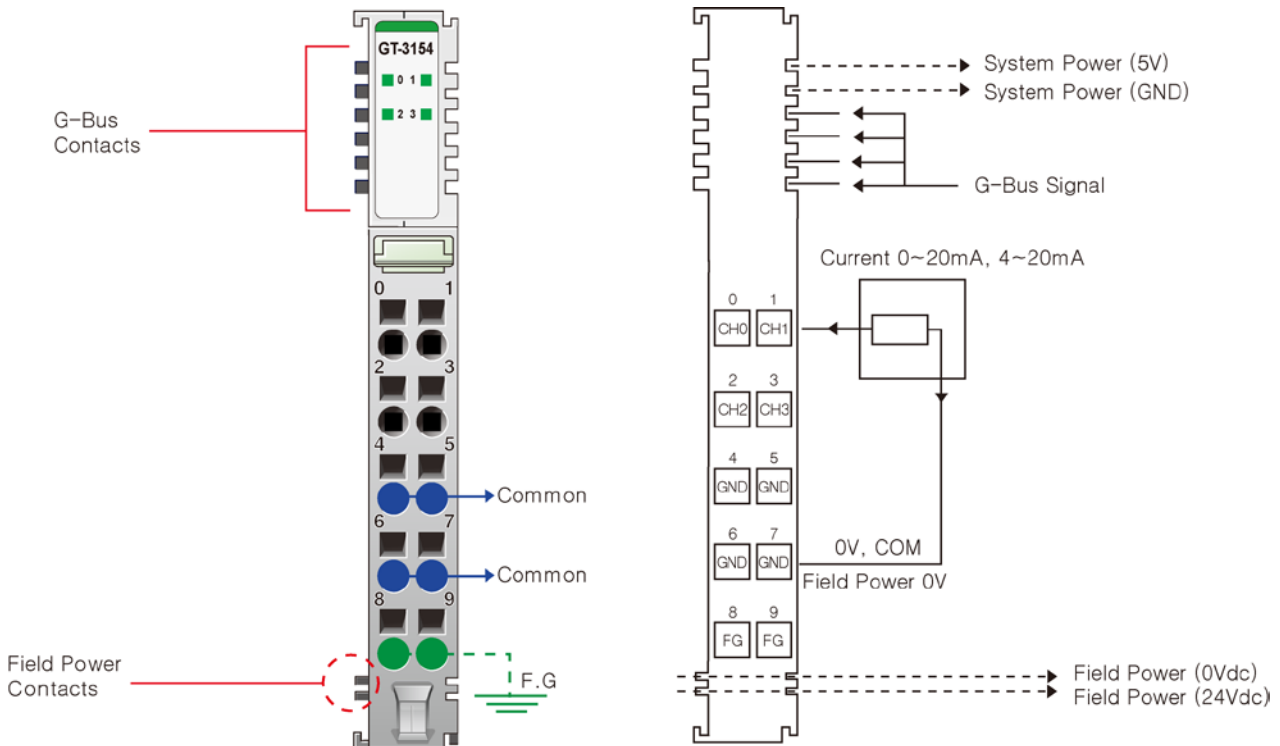 GT-3154
0 1
2 3
G-Bus
Contacts
0 1
2 3
4 5
Common
6 7
Common
8 9
Field Power
Contacts
F.G
System Power (5V)
System Power (GND)
G-Bus Signal
Current 0~20mA, 4~20mA
0 1
CH0 CH1
2 3
CH2 CH3
4 5
GND GND
6 7
GND GND
0V, COM
Field Power 0V
8 9
FG FG
Field Power (0Vdc)
Field Power (24Vdc)